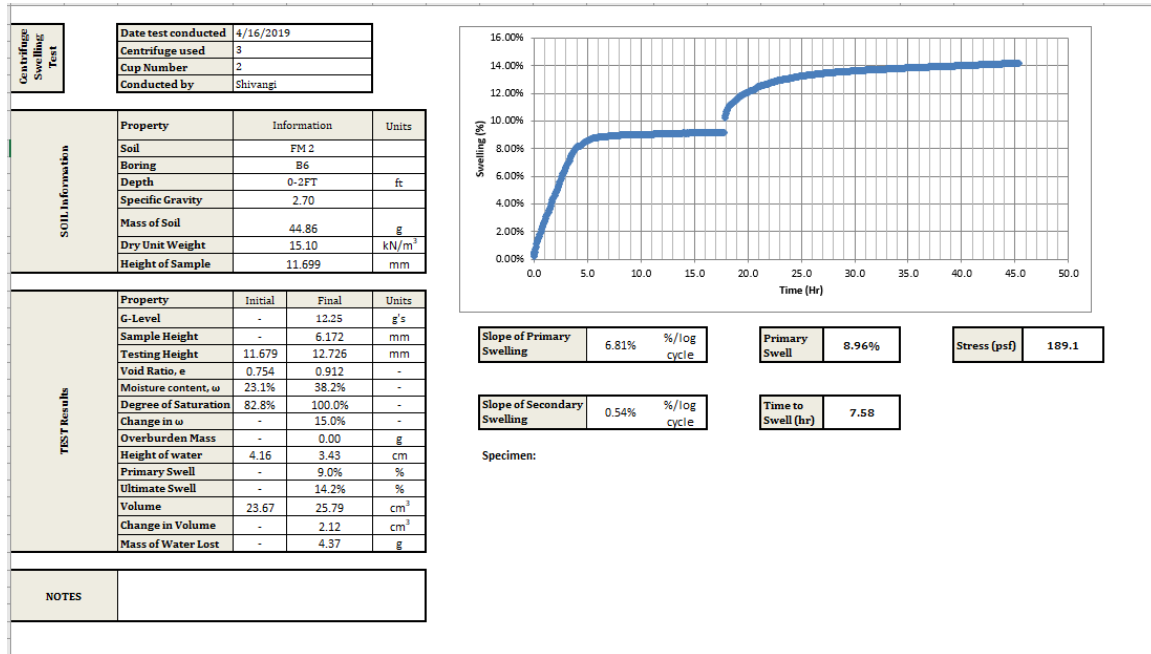 Centrifuge
Swelling
Test
Date test conducted 4/16/2019
Centrifuge used 3
Cup Number 2
Conducted by Shivangi
SOIL Information
Property Information Units
Soil FM 2
Boring B6
Depth 0-2FT ft
Specific Gravity 2.70
Mass of Soil 44.86 g
Dry Unit Weight 15.10 kN/m³
Height of Sample 11.699 mm
TEST Results
Property Initial Final Units
G-Level - 12.25 g's
Sample Height - 6.172 mm
Testing Height 11.679 12.726 mm
Void Ratio, e 0.754 0.912 -
Moisture content, ω 23.1% 38.2% -
Degree of Saturation 82.8% 100.0% -
Change in ω - 15.0% -
Overburden Mass - 0.00 g
Height of water 4.16 3.43 cm
Primary Swell - 9.0% %
Ultimate Swell - 14.2% %
Volume 23.67 25.79 cm³
Change in Volume - 2.12 cm³
Mass of Water Lost - 4.37 g
NOTES
16.00%
14.00%
12.00%
10.00%
8.00%
6.00%
4.00%
2.00%
0.00%
Swelling (%)
0.0 5.0 10.0 15.0 20.0 25.0 30.0 35.0 40.0 45.0 50.0
Time (Hr)
Slope of Primary
Swelling
6.81%
%/log
cycle
Primary
Swell
8.96%
Stress (psf) 189.1
Slope of Secondary
Swelling
0.54%
%/log
cycle
Time to
Swell (hr)
7.58
Specimen: